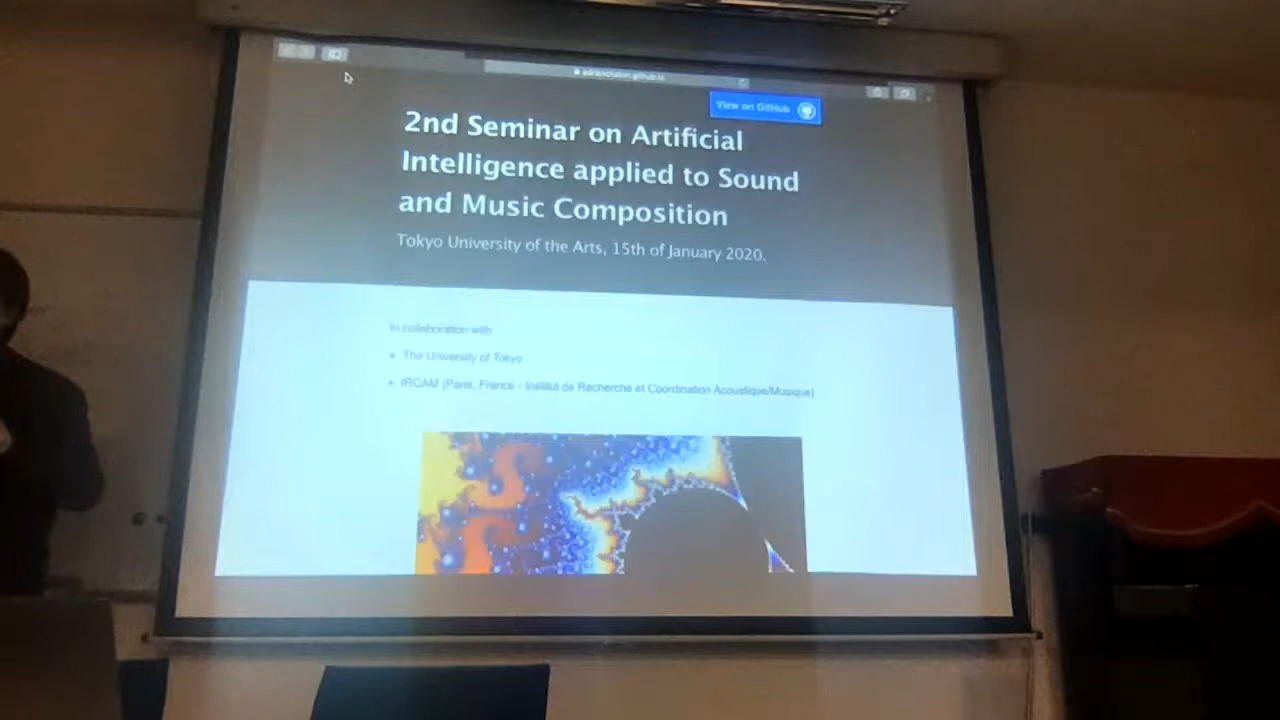 View on GitHub
2nd Seminar on Artificial
Intelligence applied to Sound
and Music Composition
Tokyo University of the Arts, 15th of January 2020.
In collaboration with
The University of Tokyo
IRCAM (Paris, France - Institut de Recherche et Coordination Acoustique/Musique)